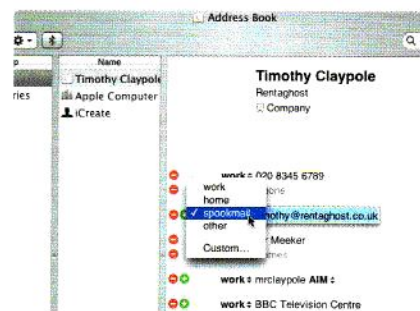 Address Book
Name
Timothy Claypole
Apple Computer
iCreate
ries
Timothy Claypole
Rentaghost
Company
work 020 8345 6789
work
home
✓ spookmail
other
Custom...
mothy@rentaghost.co.uk
Meeker
work mrclaypole AIM
work BBC Television Centre